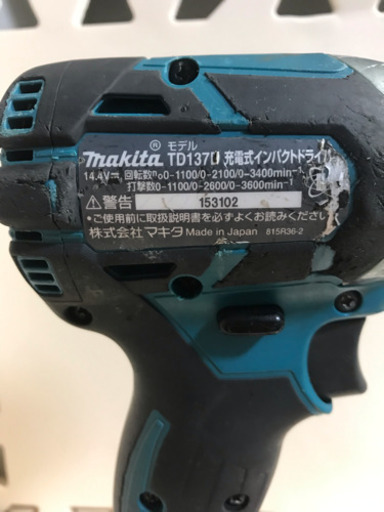 モデル
makita® TD137D 充電式インパクトドライ
14.4V⎓ 回転数n₀0-1100/0-2100/0-3400min⁻¹
打撃数0-1100/0-2600/0-3600min⁻¹
⚠警告 153102
●ご使用前に取扱説明書を必ずよくお読みください
株式会社マキタ Made in Japan 815R36-2